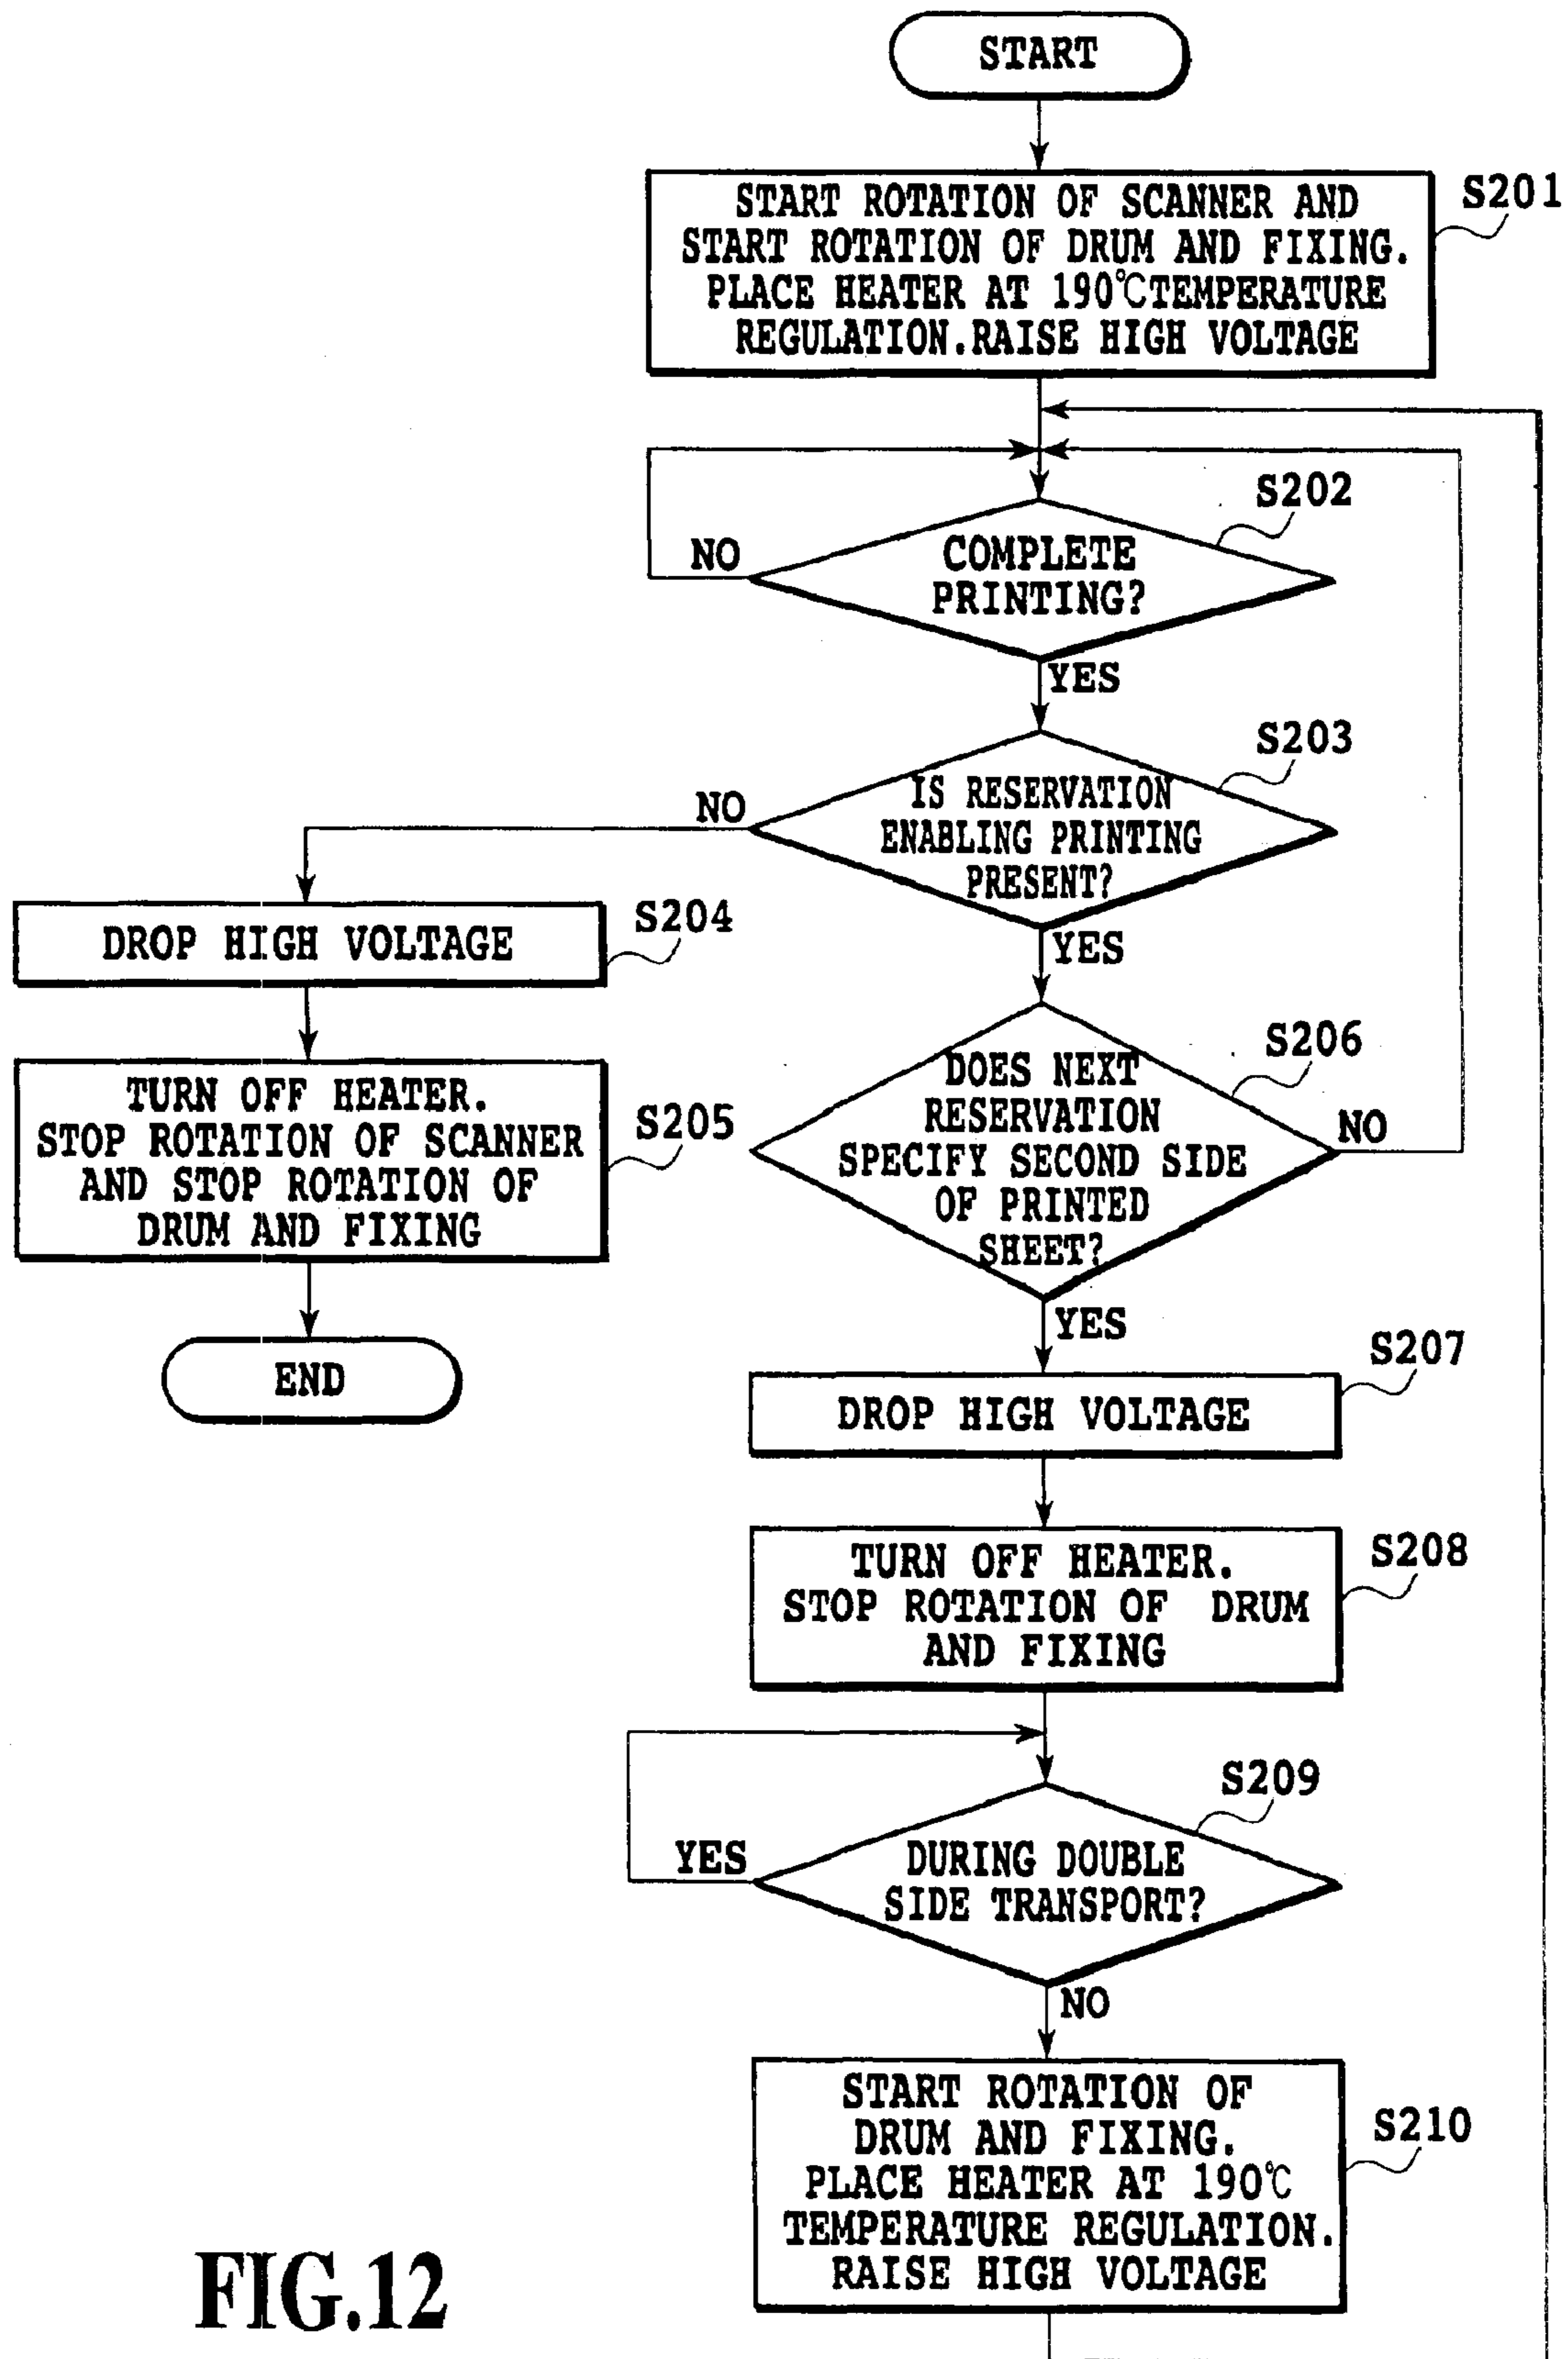 START
START ROTATION OF SCANNER AND
START ROTATION OF DRUM AND FIXING.
PLACE HEATER AT 190℃TEMPERATURE
REGULATION.RAISE HIGH VOLTAGE
S201
S202
COMPLETE
PRINTING?
NO
YES
S203
IS RESERVATION
ENABLING PRINTING
PRESENT?
NO
YES
DROP HIGH VOLTAGE
S204
TURN OFF HEATER.
STOP ROTATION OF SCANNER
AND STOP ROTATION OF
DRUM AND FIXING
S205
END
S206
DOES NEXT
RESERVATION
SPECIFY SECOND SIDE
OF PRINTED
SHEET?
NO
YES
S207
DROP HIGH VOLTAGE
S208
TURN OFF HEATER.
STOP ROTATION OF DRUM
AND FIXING
S209
DURING DOUBLE
SIDE TRANSPORT?
YES
NO
START ROTATION OF
DRUM AND FIXING.
PLACE HEATER AT 190℃
TEMPERATURE REGULATION.
RAISE HIGH VOLTAGE
S210
FIG.12